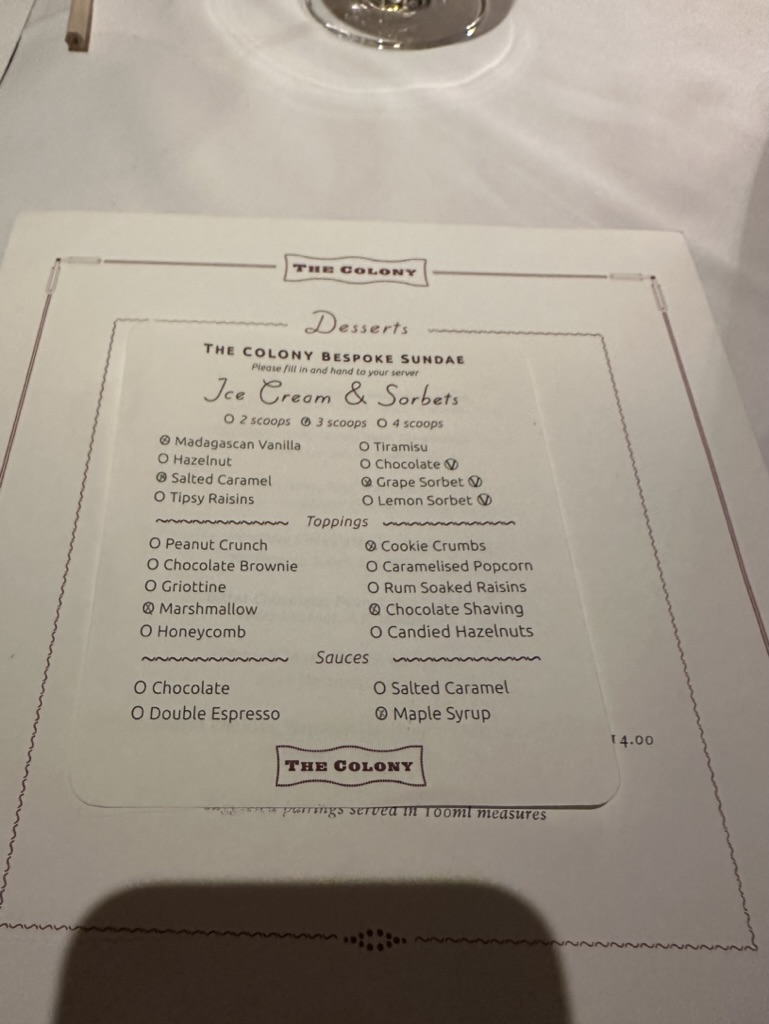 THE COLONY
Desserts
THE COLONY BESPOKE SUNDAE
Please fill in and hand to your server
Ice Cream & Sorbets
2 scoops 3 scoops 4 scoops
Madagascan Vanilla Tiramisu
Hazelnut Chocolate V
Salted Caramel Grape Sorbet V
Tipsy Raisins Lemon Sorbet V
Toppings
Peanut Crunch Cookie Crumbs
Chocolate Brownie Caramelised Popcorn
Griottine Rum Soaked Raisins
Marshmallow Chocolate Shaving
Honeycomb Candied Hazelnuts
Sauces
Chocolate Salted Caramel
Double Espresso Maple Syrup
14.00
THE COLONY
pairings served in 100ml measures